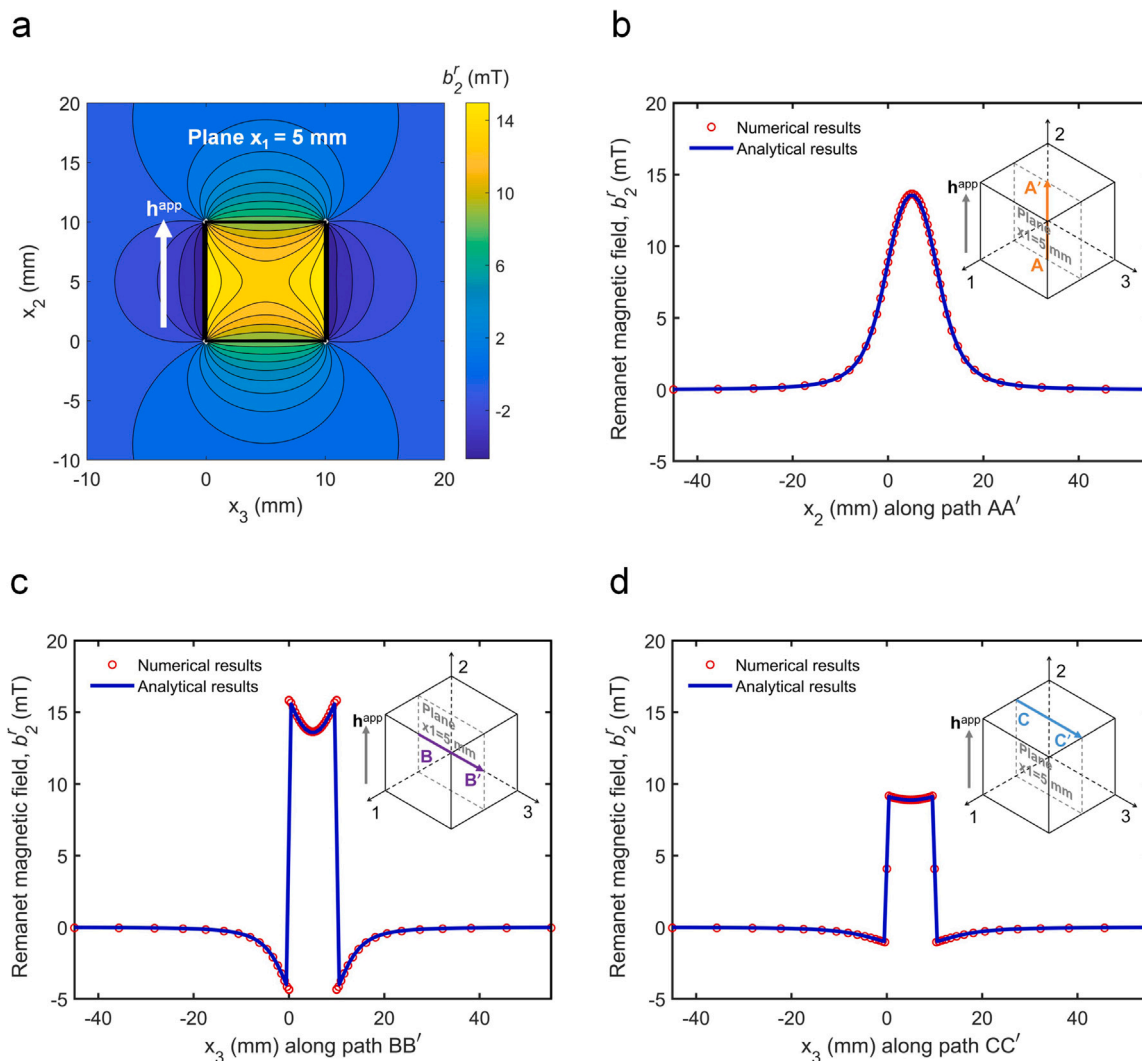 a
b₂ʳ (mT)
20
15
10
5
0
-5
-10
x₂ (mm)
Plane x₁ = 5 mm
hᵃᵖᵖ
-10
0
10
20
x₃ (mm)
14
10
6
2
-2
b
Remanet magnetic field, b₂ʳ (mT)
20
15
10
5
0
-5
Numerical results
Analytical results
hᵃᵖᵖ
2
A′
Plane
x1=5 mm
A
1
3
-40
-20
0
20
40
x₂ (mm) along path AA′
c
Remanet magnetic field, b₂ʳ (mT)
20
15
10
5
0
-5
Numerical results
Analytical results
hᵃᵖᵖ
2
Plane
x1=5 mm
B
B′
1
3
-40
-20
0
20
40
x₃ (mm) along path BB′
d
Remanet magnetic field, b₂ʳ (mT)
20
15
10
5
0
-5
Numerical results
Analytical results
hᵃᵖᵖ
2
C
C′
Plane
x1=5 mm
1
3
-40
-20
0
20
40
x₃ (mm) along path CC′